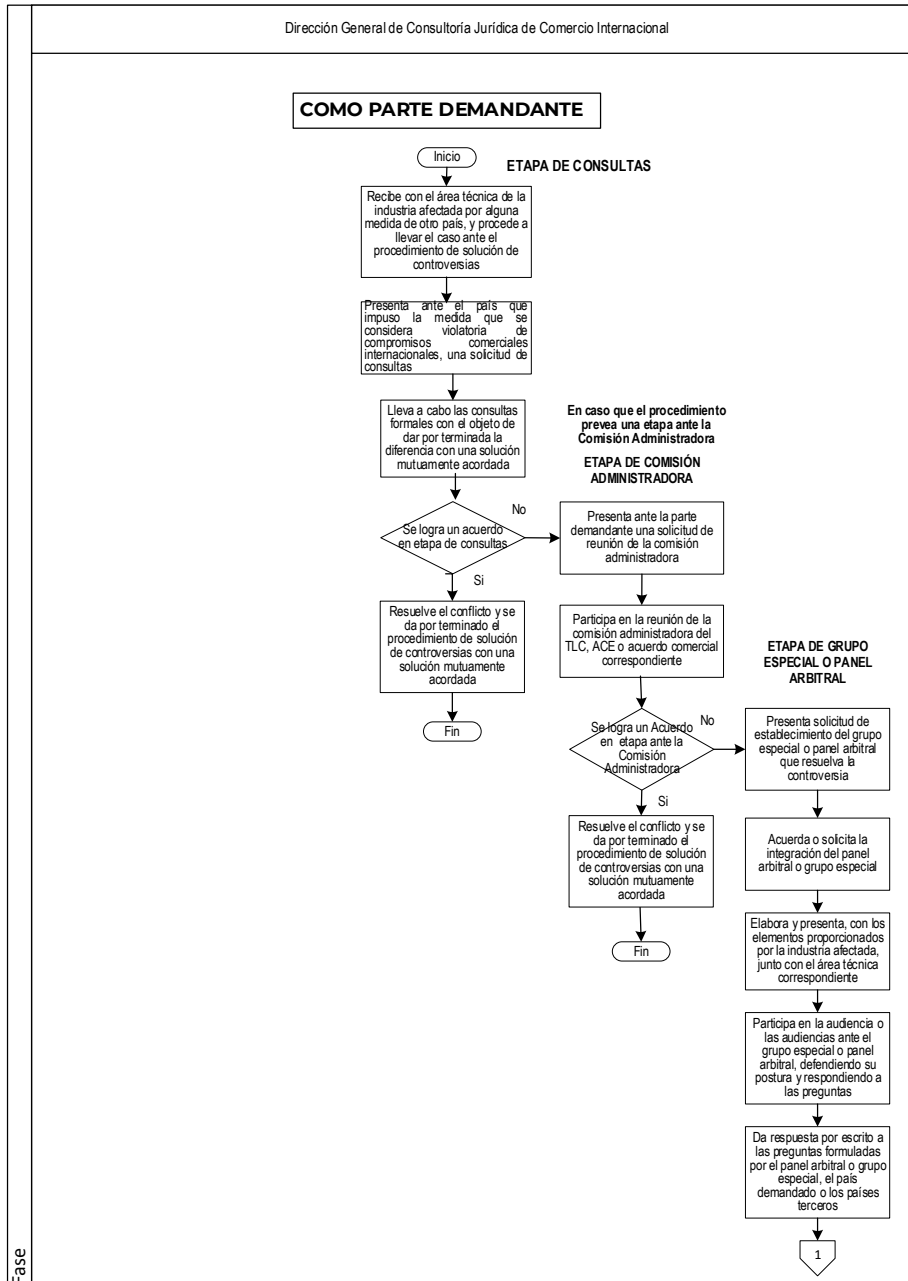 Dirección General de Consultoría Jurídica de Comercio Internacional
COMO PARTE DEMANDANTE
Inicio
ETAPA DE CONSULTAS
Recibe con el área técnica de la
industria afectada por alguna
medida de otro país, y procede a
llevar el caso ante el
procedimiento de solución de
controversias
Presenta ante el país que
impuso la medida que se
considera violatoria de
compromisos comerciales
internacionales, una solicitud de
consultas
Lleva a cabo las consultas
formales con el objeto de
dar por terminada la
diferencia con una solución
mutuamente acordada
En caso que el procedimiento
prevea una etapa ante la
Comisión Administradora
ETAPA DE COMISIÓN
ADMINISTRADORA
Se logra un acuerdo
en etapa de consultas
No
Si
Presenta ante la parte
demandante una solicitud de
reunión de la comisión
administradora
Resuelve el conflicto y se
da por terminado el
procedimiento de solución
de controversias con una
solución mutuamente
acordada
Fin
Participa en la reunión de la
comisión administradora del
TLC, ACE o acuerdo comercial
correspondiente
ETAPA DE GRUPO
ESPECIAL O PANEL
ARBITRAL
Se logra un Acuerdo
en etapa ante la
Comisión
Administradora
No
Si
Presenta solicitud de
establecimiento del grupo
especial o panel arbitral
que resuelva la
controversia
Resuelve el conflicto y se
da por terminado el
procedimiento de solución
de controversias con una
solución mutuamente
acordada
Fin
Acuerda o solicita la
integración del panel
arbitral o grupo especial
Elabora y presenta, con los
elementos proporcionados
por la industria afectada,
junto con el área técnica
correspondiente
Participa en la audiencia o
las audiencias ante el
grupo especial o panel
arbitral, defendiendo su
postura y respondiendo a
las preguntas
Da respuesta por escrito a
las preguntas formuladas
por el panel arbitral o grupo
especial, el país
demandado o los países
terceros
1
Fase